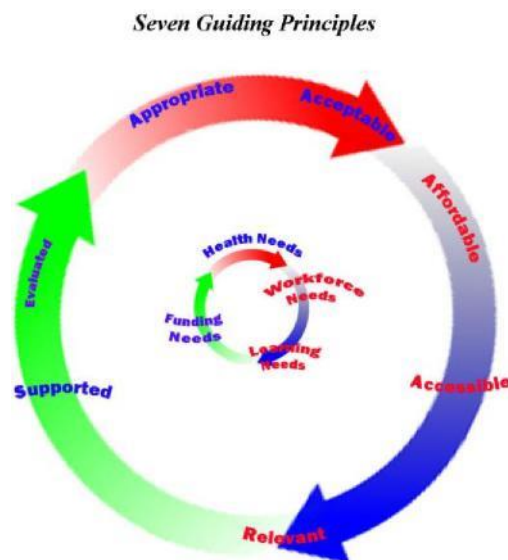 Seven Guiding Principles
Appropriate
Acceptable
Affordable
Accessible
Relevant
Supported
Evaluated
Health Needs
Workforce
Needs
Learning
Needs
Funding
Needs